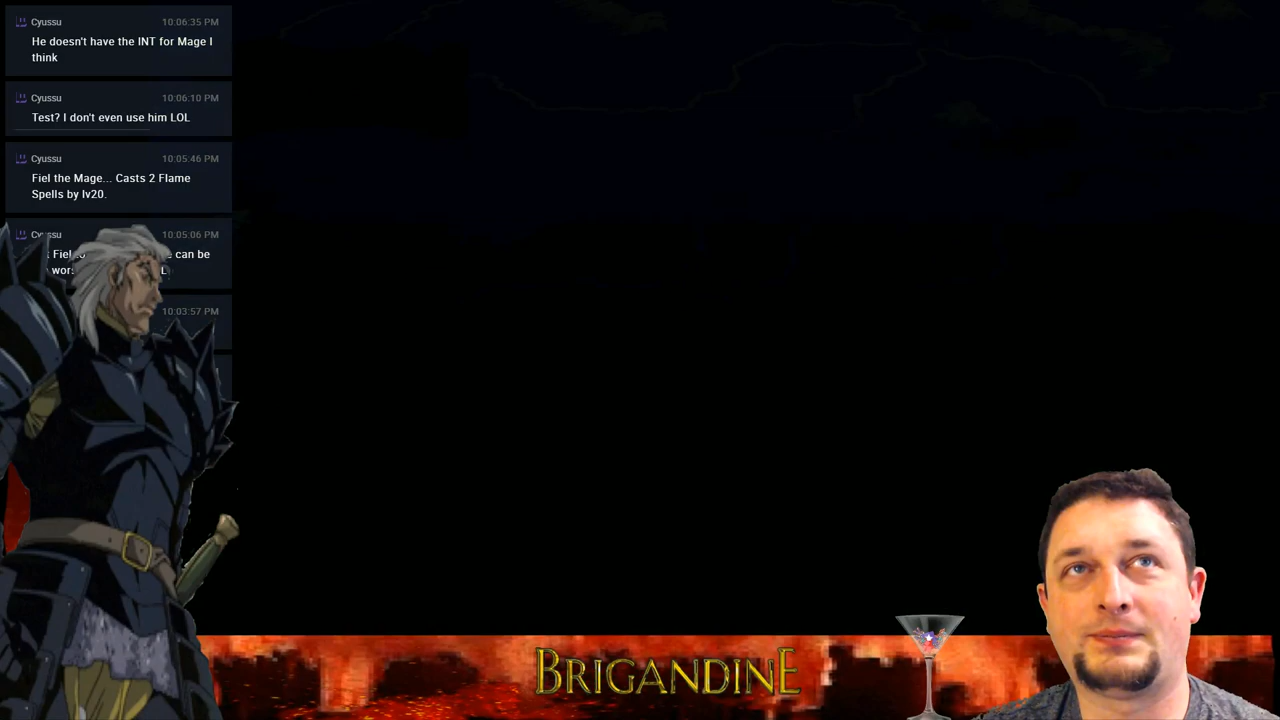 Cyussu 10:06:35 PM
He doesn't have the INT for Mage I
think
Cyussu 10:06:10 PM
Test? I don't even use him LOL
Cyussu 10:05:46 PM
Fiel the Mage... Casts 2 Flame
Spells by lv20.
10:05:06 PM
can be
10:03:57 PM
BRIGANDINE